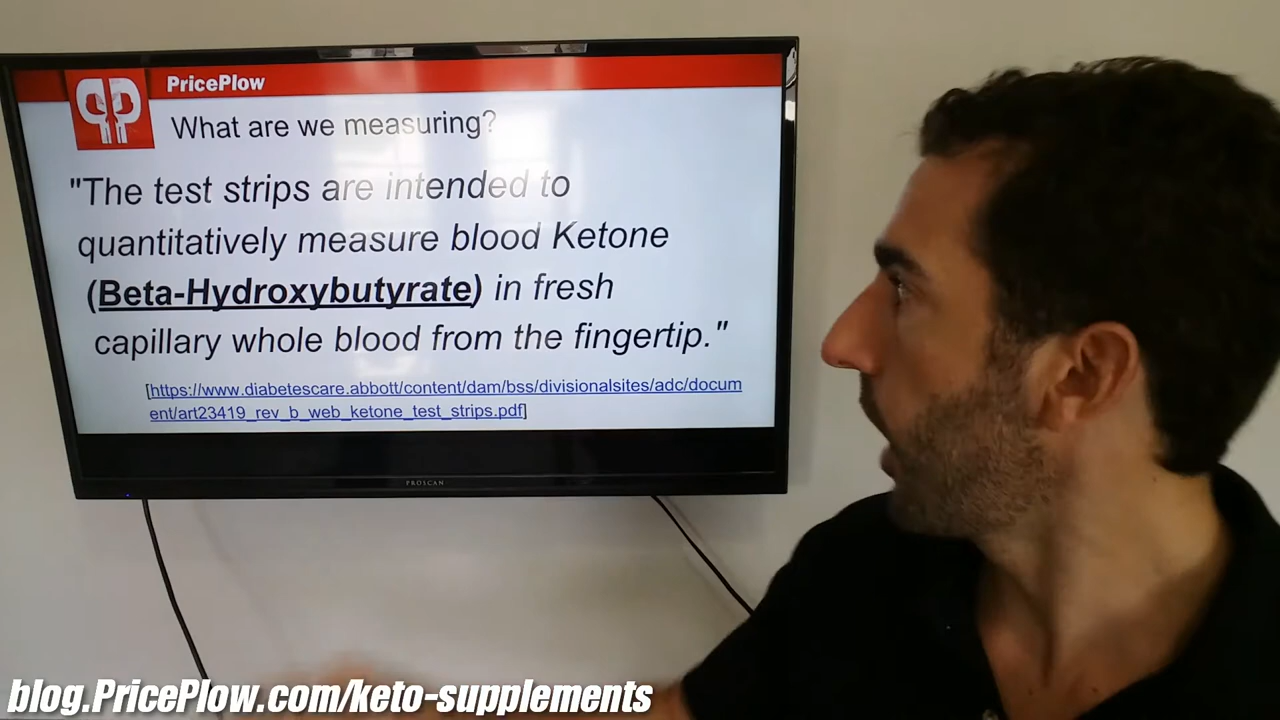 PricePlow
What are we measuring?
"The test strips are intended to
quantitatively measure blood Ketone
(Beta-Hydroxybutyrate) in fresh
capillary whole blood from the fingertip."
[https://www.diabetescare.abbott/content/dam/bss/divisionalsites/adc/docum
ent/art23419_rev_b_web_ketone_test_strips.pdf]
PROSCAN
blog.PricePlow.com/keto-supplements